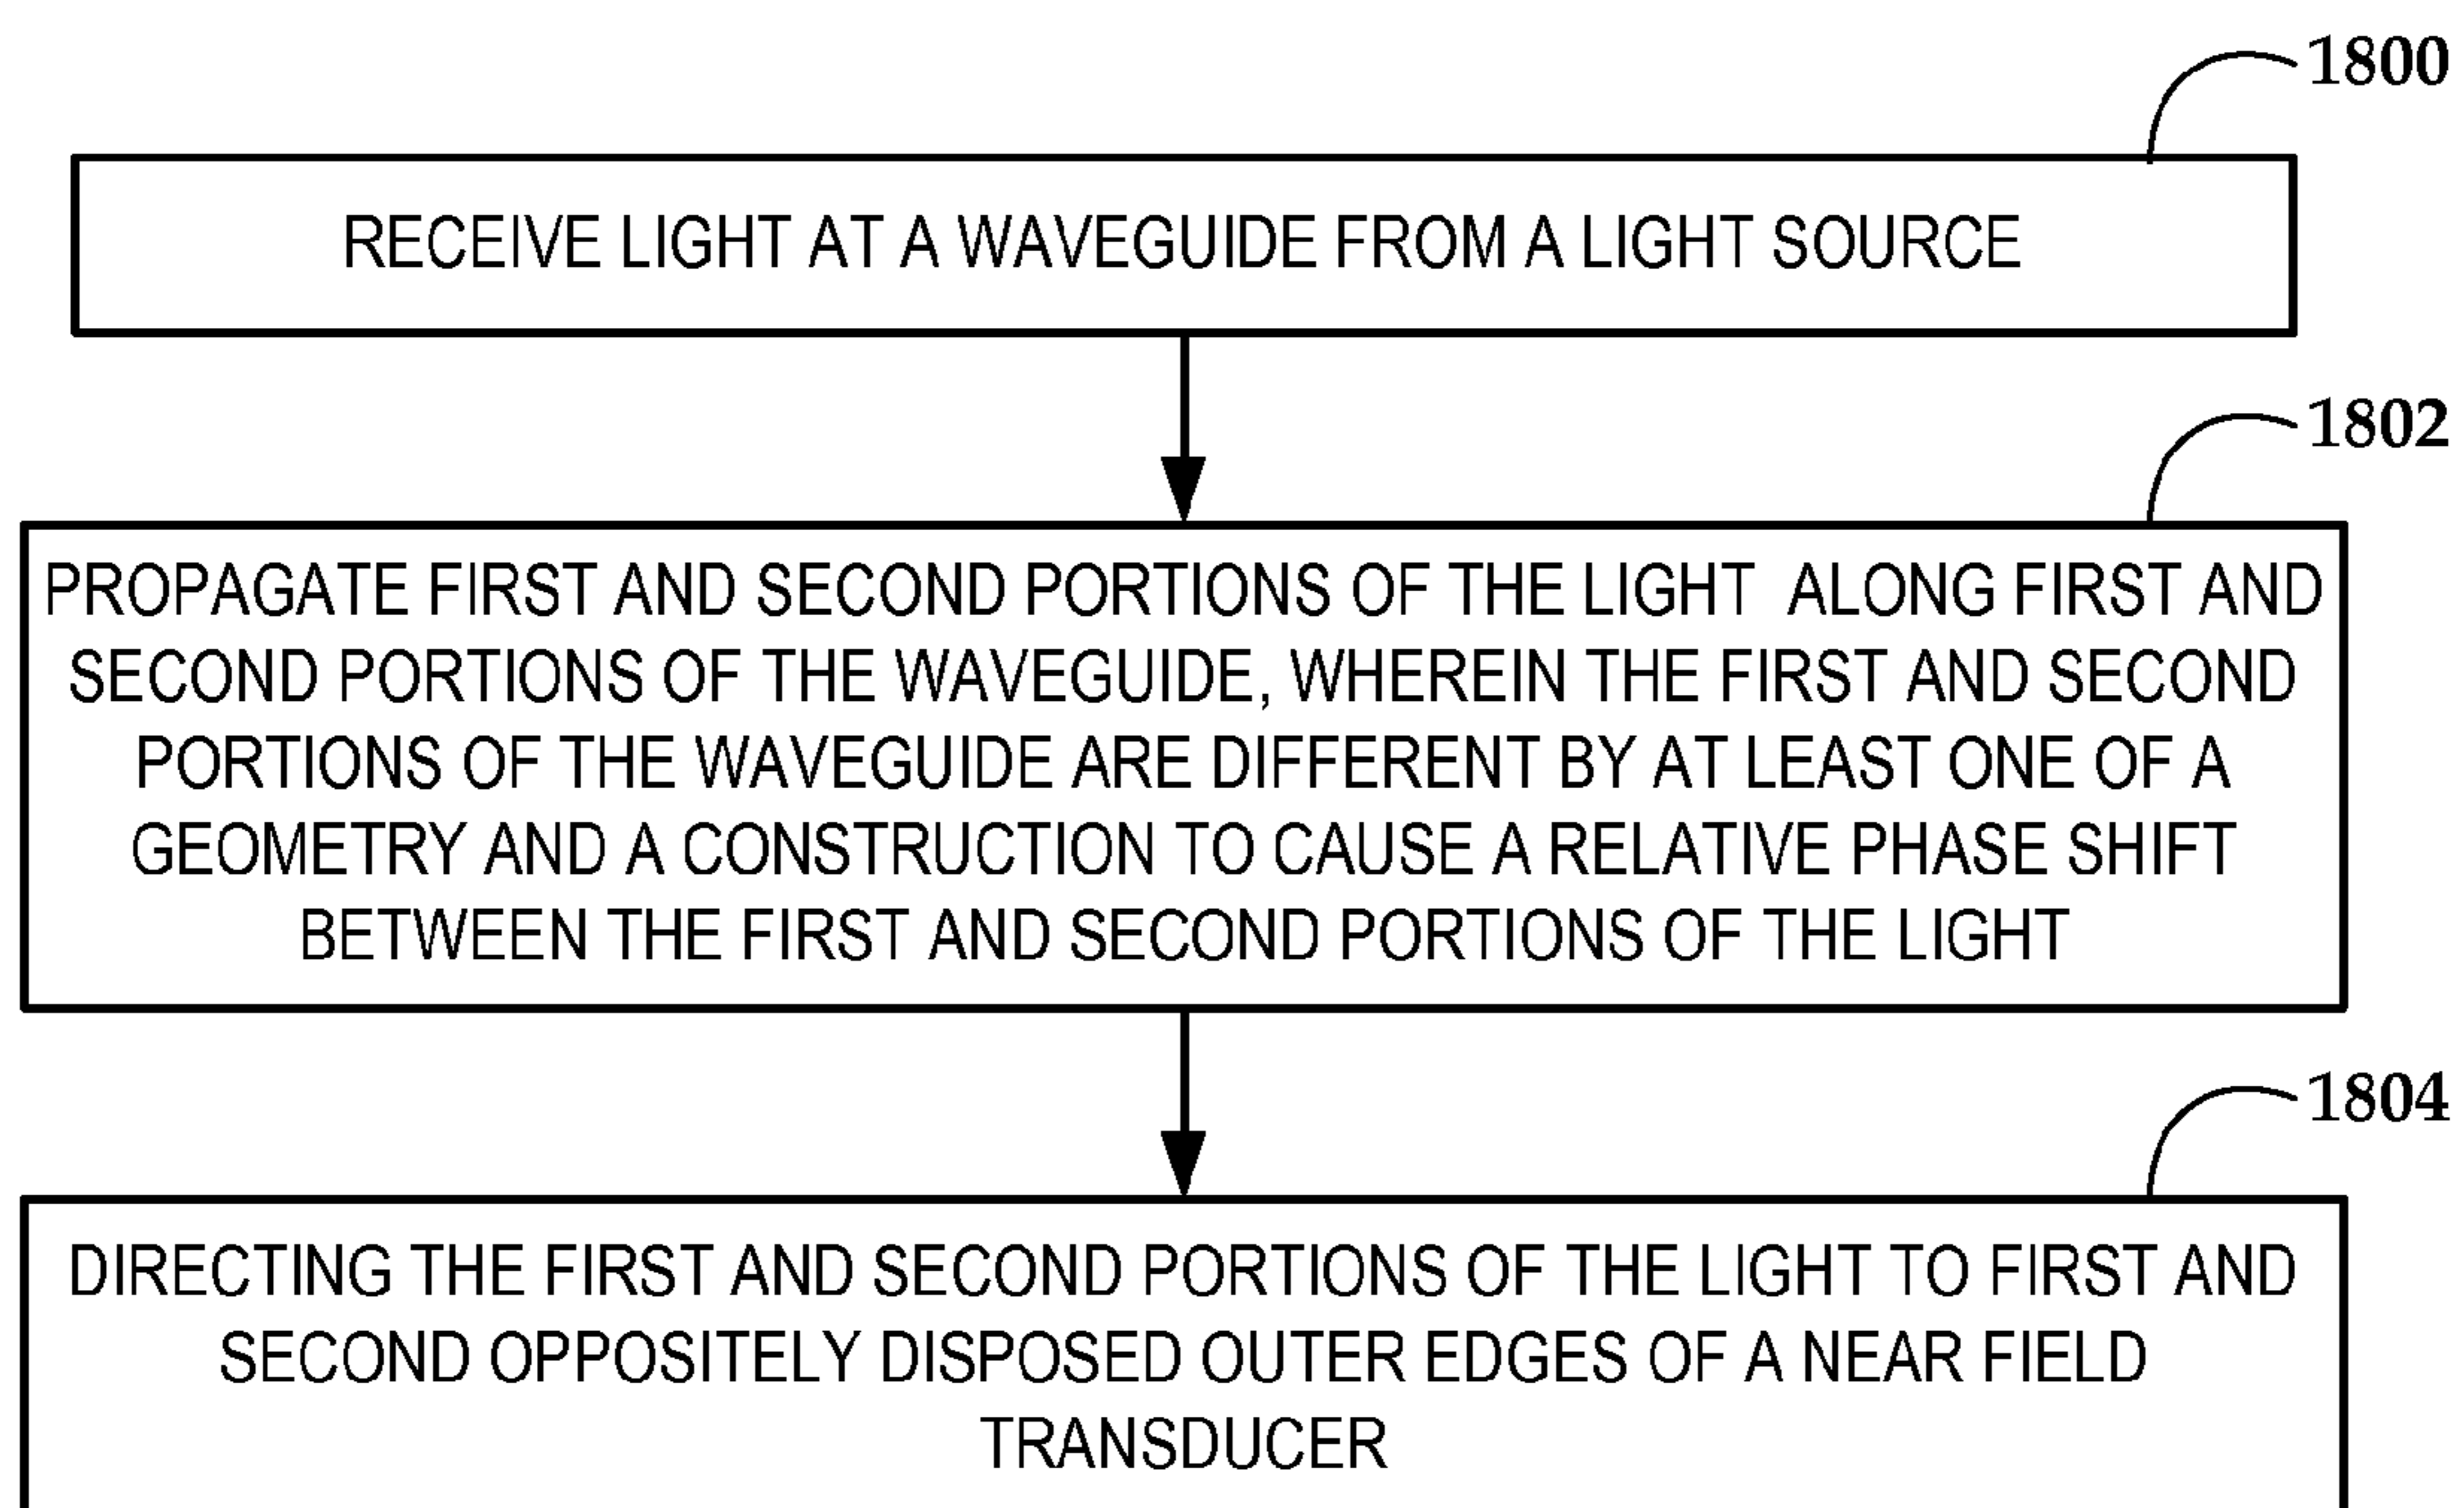 1800
RECEIVE LIGHT AT A WAVEGUIDE FROM A LIGHT SOURCE
1802
PROPAGATE FIRST AND SECOND PORTIONS OF THE LIGHT ALONG FIRST AND
SECOND PORTIONS OF THE WAVEGUIDE, WHEREIN THE FIRST AND SECOND
PORTIONS OF THE WAVEGUIDE ARE DIFFERENT BY AT LEAST ONE OF A
GEOMETRY AND A CONSTRUCTION TO CAUSE A RELATIVE PHASE SHIFT
BETWEEN THE FIRST AND SECOND PORTIONS OF THE LIGHT
1804
DIRECTING THE FIRST AND SECOND PORTIONS OF THE LIGHT TO FIRST AND
SECOND OPPOSITELY DISPOSED OUTER EDGES OF A NEAR FIELD
TRANSDUCER